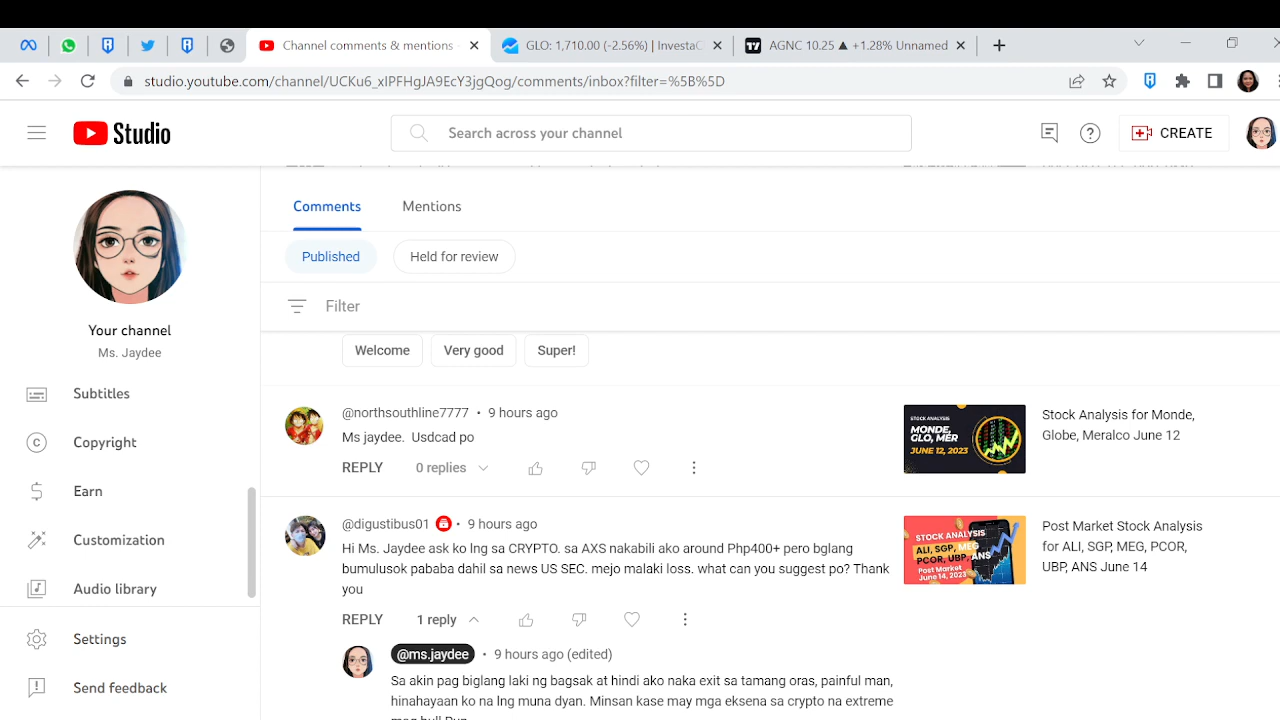 Channel comments & mentions
GLO: 1,710.00 (-2.56%) | InvestaC
AGNC 10.25 ▲ +1.28% Unnamed
studio.youtube.com/channel/UCKu6_xIPFHgJA9EcY3jgQog/comments/inbox?filter=%5B%5D
Studio
Search across your channel
CREATE
Comments
Mentions
Published
Held for review
Filter
Your channel
Ms. Jaydee
Subtitles
Copyright
Earn
Customization
Audio library
Settings
Send feedback
Welcome
Very good
Super!
@northsouthline7777 • 9 hours ago
Ms jaydee. Usdcad po
REPLY
0 replies
STOCK ANALYSIS
MONDE,
GLO, MER
JUNE 12, 2023
Stock Analysis for Monde,
Globe, Meralco June 12
@digustibus01 • 9 hours ago
Hi Ms. Jaydee ask ko lng sa CRYPTO. sa AXS nakabili ako around Php400+ pero bglang
bumulusok pababa dahil sa news US SEC. mejo malaki loss. what can you suggest po? Thank
you
REPLY
1 reply
STOCK ANALYSIS
ALI, SGP, MEG
PCOR, UBP, ANS
Post Market
June 14, 2023
Post Market Stock Analysis
for ALI, SGP, MEG, PCOR,
UBP, ANS June 14
@ms.jaydee • 9 hours ago (edited)
Sa akin pag biglang laki ng bagsak at hindi ako naka exit sa tamang oras, painful man,
hinahayaan ko na lng muna dyan. Minsan kase may mga eksena sa crypto na extreme